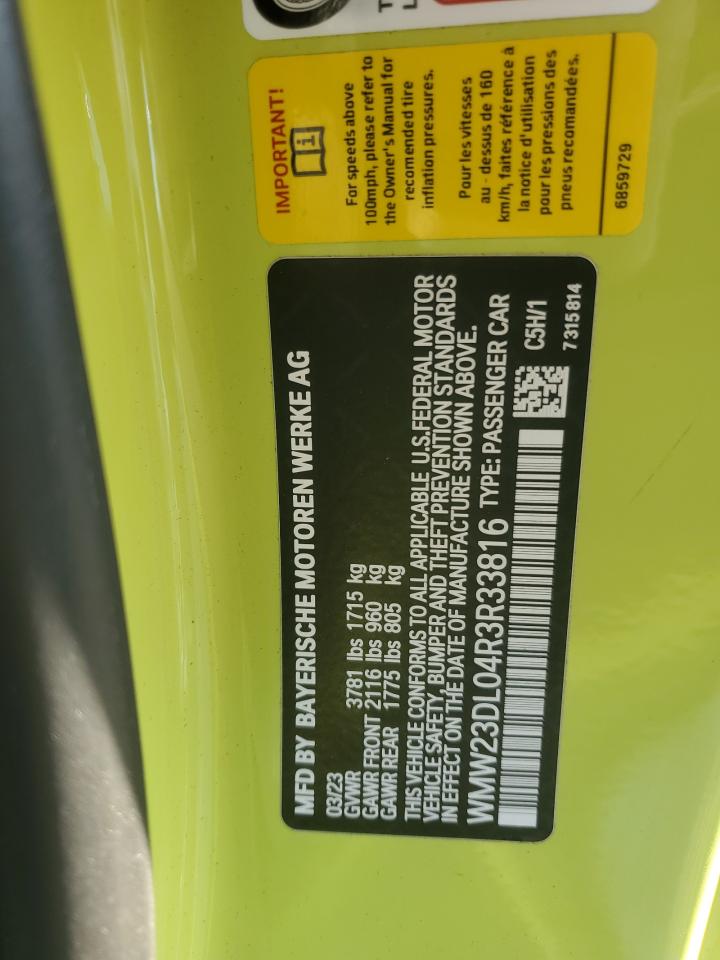 MFD BY BAYERISCHE MOTOREN WERKE AG
03/23
GVWR 3781 lbs 1715 kg
GAWR FRONT 2116 lbs 960 kg
GAWR REAR 1775 lbs 805 kg
THIS VEHICLE CONFORMS TO ALL APPLICABLE U.S.FEDERAL MOTOR
VEHICLE SAFETY, BUMPER AND THEFT PREVENTION STANDARDS
IN EFFECT ON THE DATE OF MANUFACTURE SHOWN ABOVE.
WMW23DL04R3R33816 TYPE: PASSENGER CAR
C5H/1
7 315 814
IMPORTANT!
For speeds above
100mph, please refer to
the Owner's Manual for
recomended tire
inflation pressures.
Pour les vitesses
au - dessus de 160
km/h, faites référence à
la notice d'utilisation
pour les pressions des
pneus recomandées.
6859729